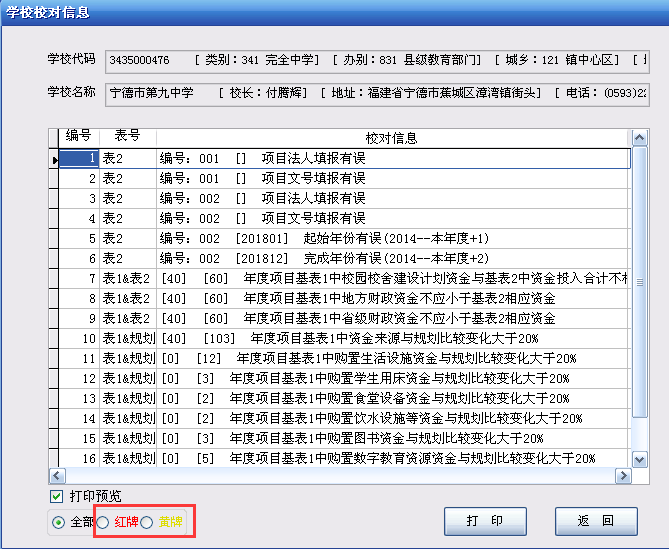 学校校对信息
学校代码 3435000476 [ 类别：341 完全中学] [ 办别：831 县级教育部门] [ 城乡：121 镇中心区] [
学校名称 宁德市第九中学 [ 校长：付腾辉] [ 地址：福建省宁德市蕉城区漳湾镇街头] [ 电话：(0593)22
编号 表号 校对信息
1 表2 编号：001 [] 项目法人填报有误
2 表2 编号：001 [] 项目文号填报有误
3 表2 编号：002 [] 项目法人填报有误
4 表2 编号：002 [] 项目文号填报有误
5 表2 编号：002 [201801] 起始年份有误(2014--本年度+1)
6 表2 编号：002 [201812] 完成年份有误(2014--本年度+2)
7 表1&表2 [40] [60] 年度项目基表1中校园校舍建设计划资金与基表2中资金投入合计不
8 表1&表2 [40] [60] 年度项目基表1中地方财政资金不应小于基表2相应资金
9 表1&表2 [40] [60] 年度项目基表1中省级财政资金不应小于基表2相应资金
10 表1&规划 [40] [103] 年度项目基表1中资金来源与规划比较变化大于20%
11 表1&规划 [0] [12] 年度项目基表1中购置生活设施资金与规划比较变化大于20%
12 表1&规划 [0] [3] 年度项目基表1中购置学生用床资金与规划比较变化大于20%
13 表1&规划 [0] [2] 年度项目基表1中购置食堂设备资金与规划比较变化大于20%
14 表1&规划 [0] [2] 年度项目基表1中购置饮水设施等资金与规划比较变化大于20%
15 表1&规划 [0] [3] 年度项目基表1中购置图书资金与规划比较变化大于20%
16 表1&规划 [0] [5] 年度项目基表1中购置数字教育资源资金与规划比较变化大于20%
打印预览
全部 红牌 黄牌 打 印 返 回